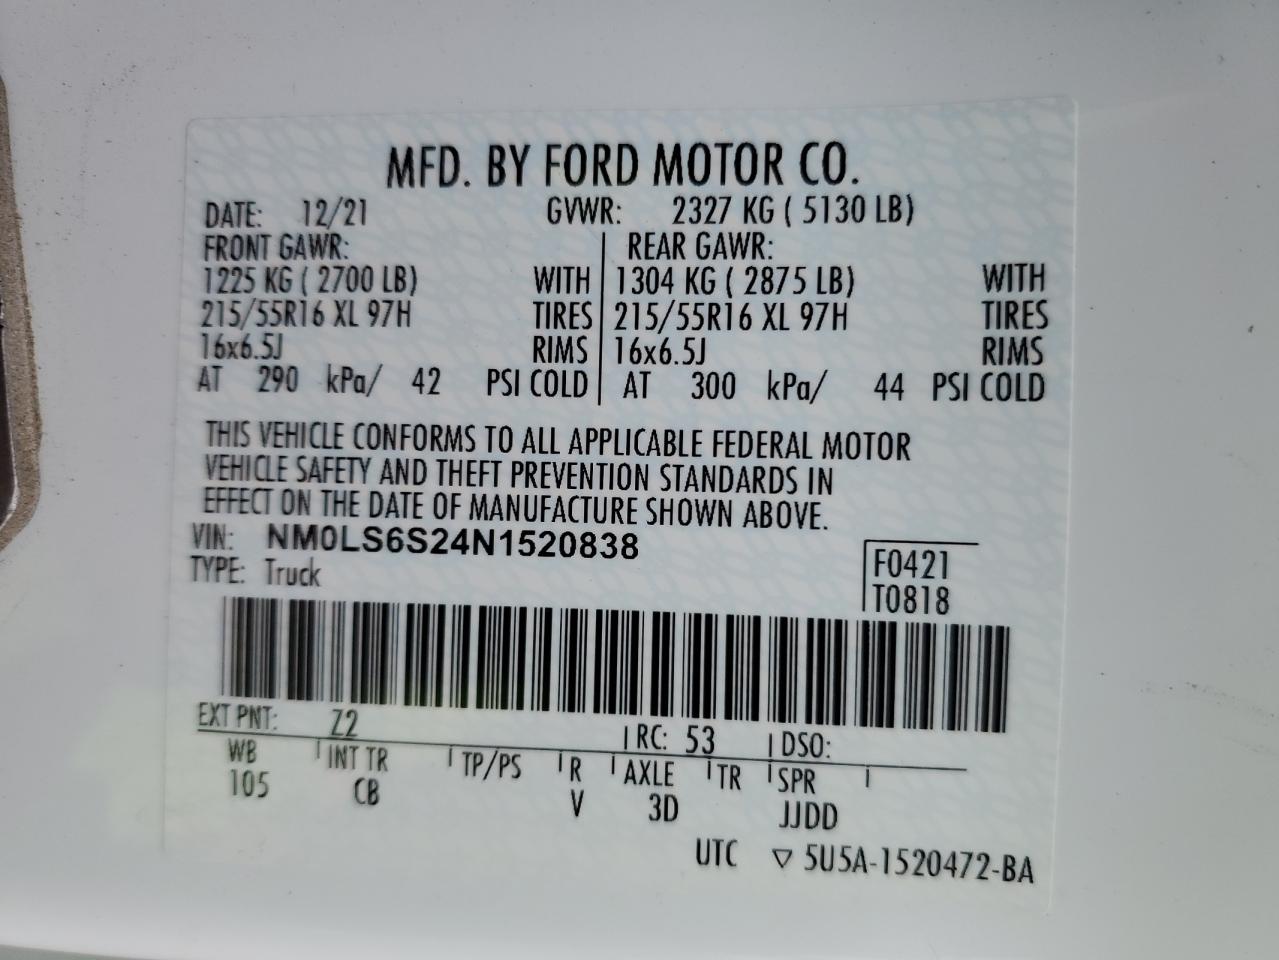 MFD. BY FORD MOTOR CO.
DATE: 12/21 GVWR: 2327 KG ( 5130 LB)
FRONT GAWR: REAR GAWR:
1225 KG ( 2700 LB) WITH 1304 KG ( 2875 LB) WITH
215/55R16 XL 97H TIRES 215/55R16 XL 97H TIRES
16x6.5J RIMS 16x6.5J RIMS
AT 290 kPa/ 42 PSI COLD AT 300 kPa/ 44 PSI COLD
THIS VEHICLE CONFORMS TO ALL APPLICABLE FEDERAL MOTOR
VEHICLE SAFETY AND THEFT PREVENTION STANDARDS IN
EFFECT ON THE DATE OF MANUFACTURE SHOWN ABOVE.
VIN: NM0LS6S24N1520838
TYPE: Truck
F0421
T0818
EXT PNT: Z2 RC: 53 DSO:
WB INT TR TP/PS R AXLE TR SPR
105 CB V 3D JJDD
UTC ▽ 5U5A-1520472-BA